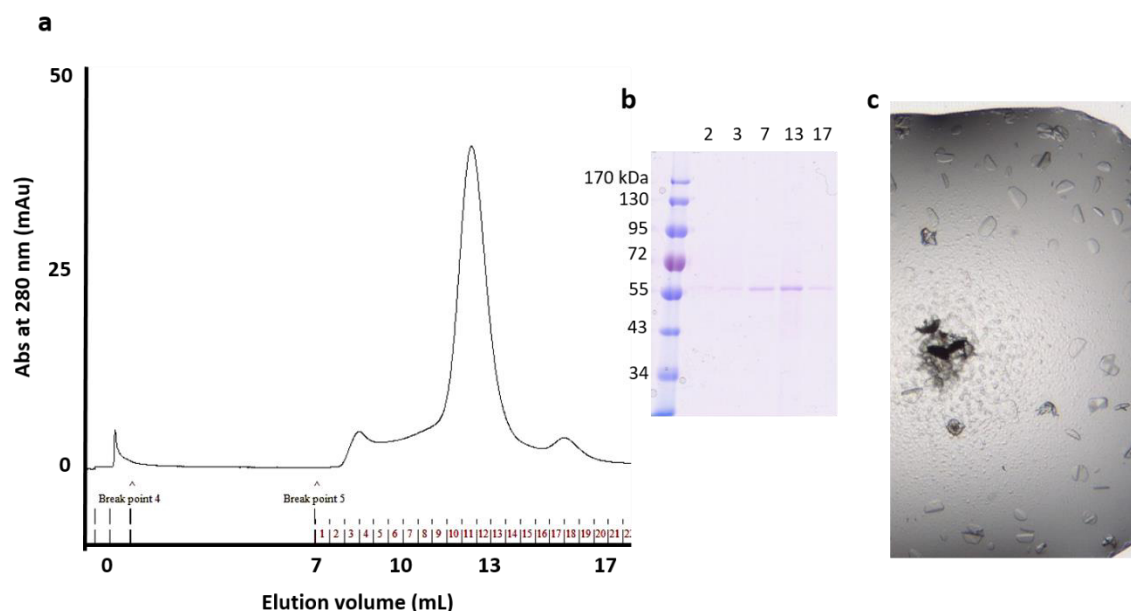 a
50
25
0
Abs at 280 nm (mAu)
Break point 4
Break point 5
1 2 3 4 5 6 7 8 9 10 11 12 13 14 15 16 17 18 19 20 21
0 7 10 13 17
Elution volume (mL)
b
2 3 7 13 17
170 kDa
130
95
72
55
43
34
c